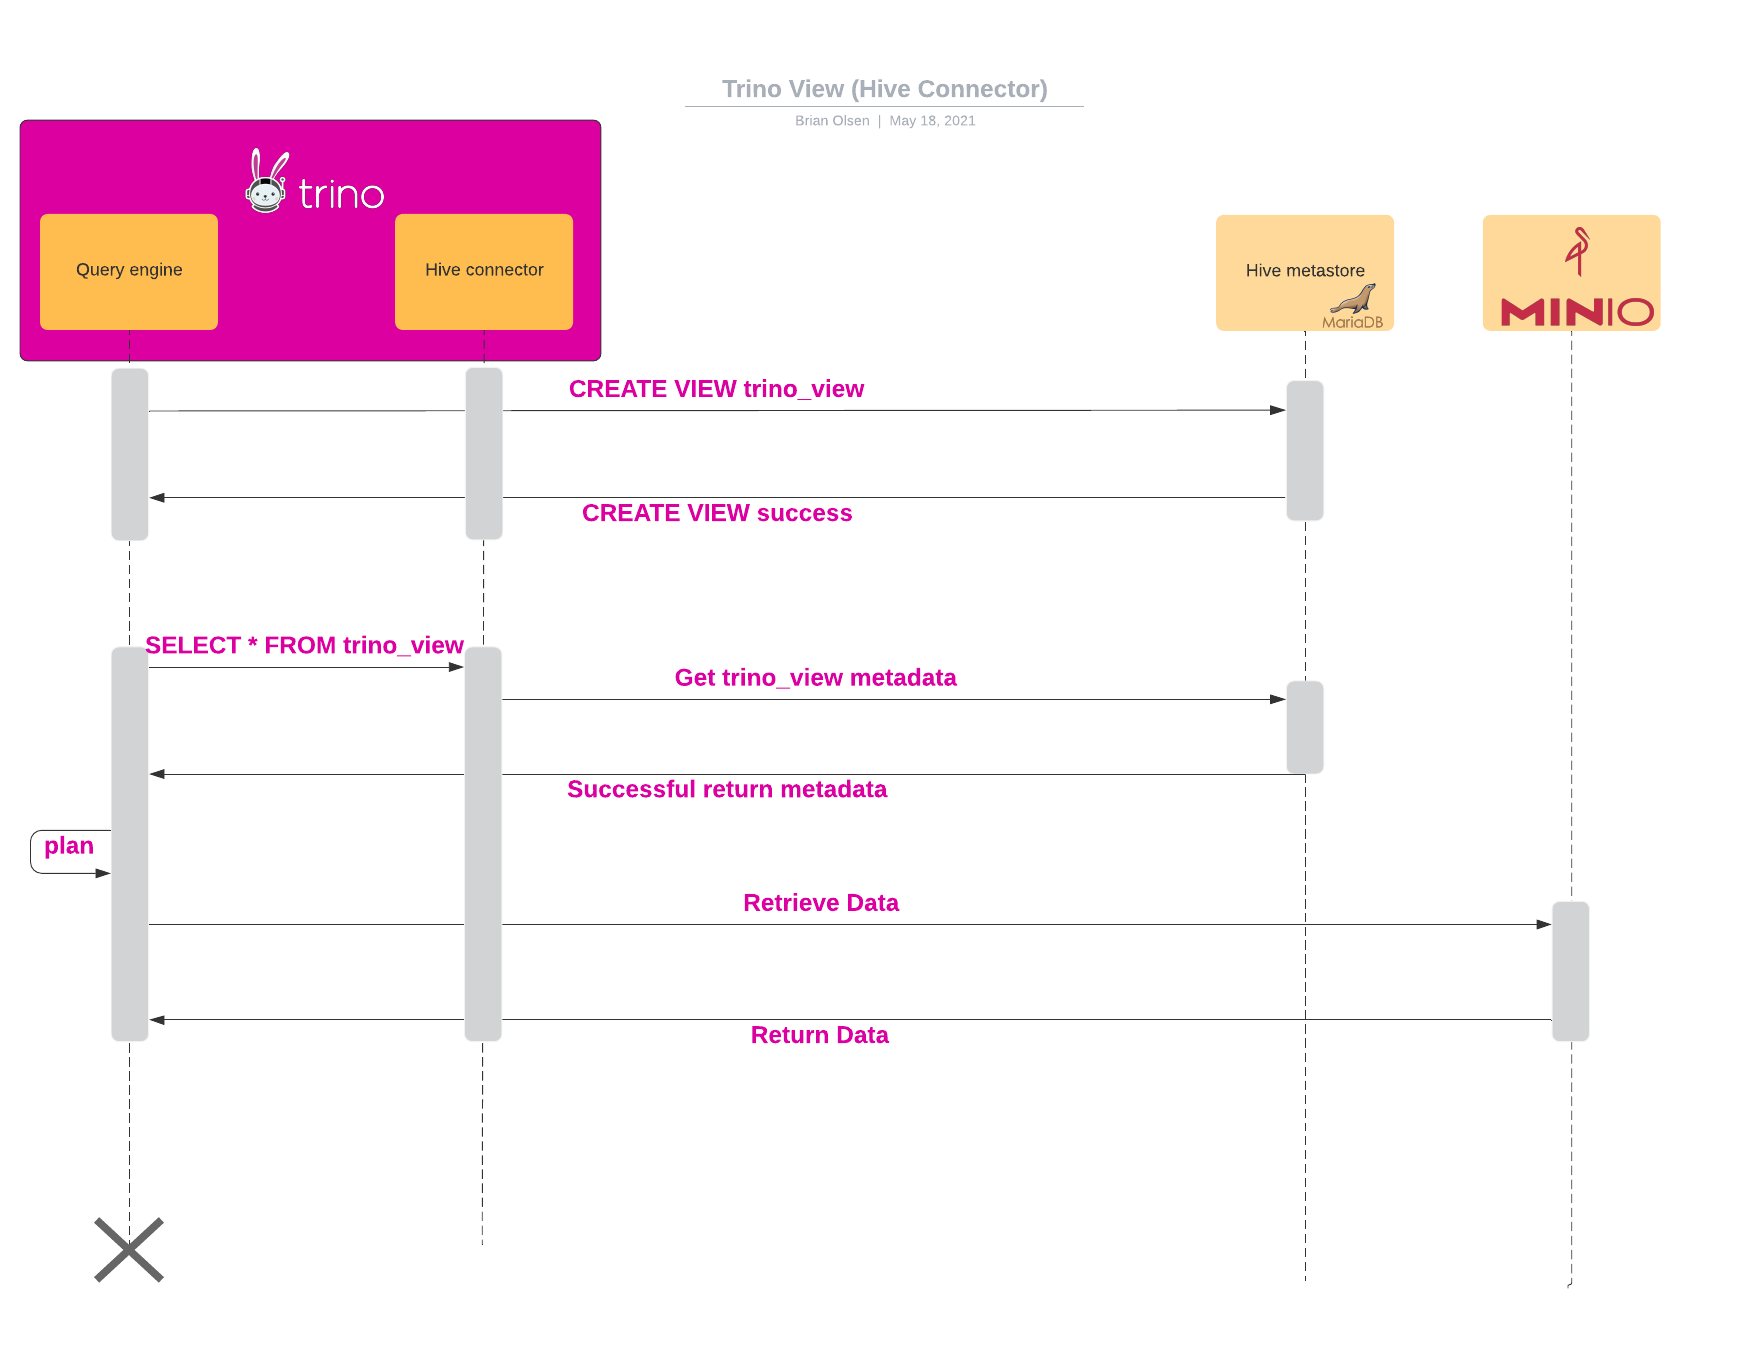 Trino View (Hive Connector)
Brian Olsen | May 18, 2021
trino
Query engine
Hive connector
Hive metastore
MariaDB
MINIO
CREATE VIEW trino_view
CREATE VIEW success
SELECT * FROM trino_view
Get trino_view metadata
Successful return metadata
plan
Retrieve Data
Return Data